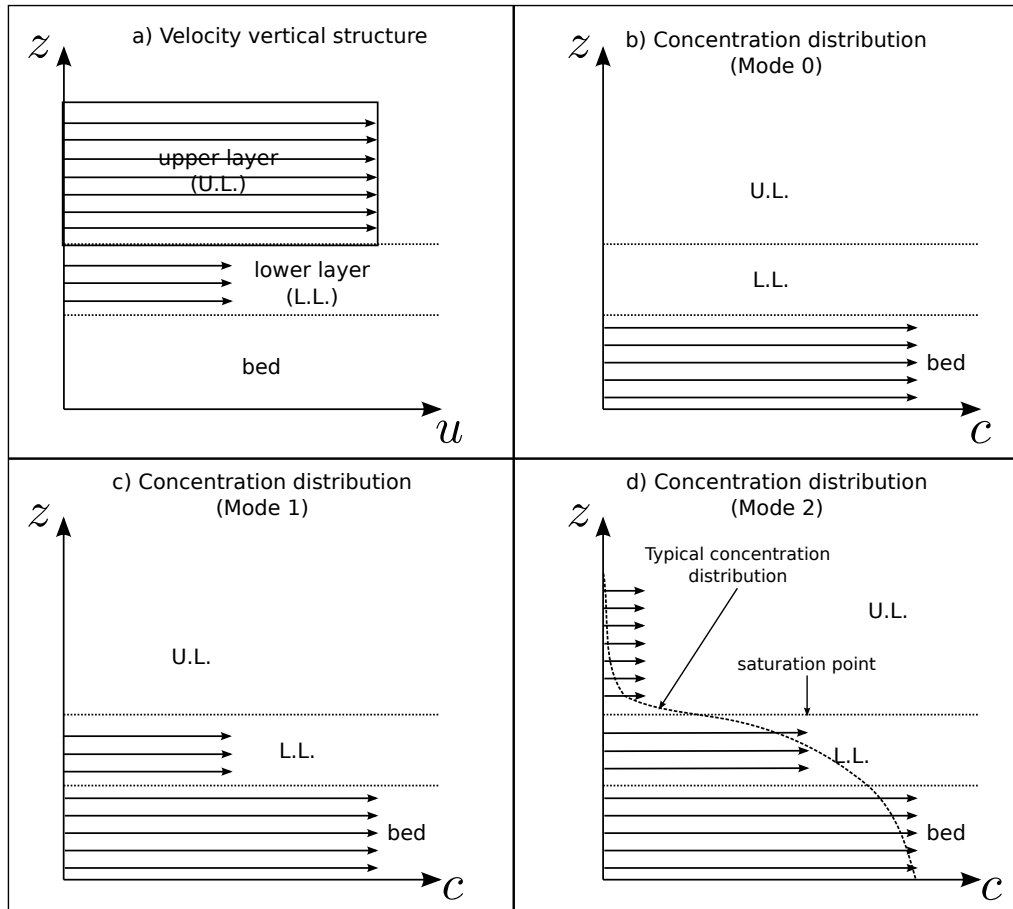 a) Velocity vertical structure
z
upper layer
(U.L.)
lower layer
(L.L.)
bed
u
b) Concentration distribution
(Mode 0)
z
U.L.
L.L.
bed
c
c) Concentration distribution
(Mode 1)
z
U.L.
L.L.
bed
c
d) Concentration distribution
(Mode 2)
z
Typical concentration
distribution
U.L.
saturation point
L.L.
bed
c